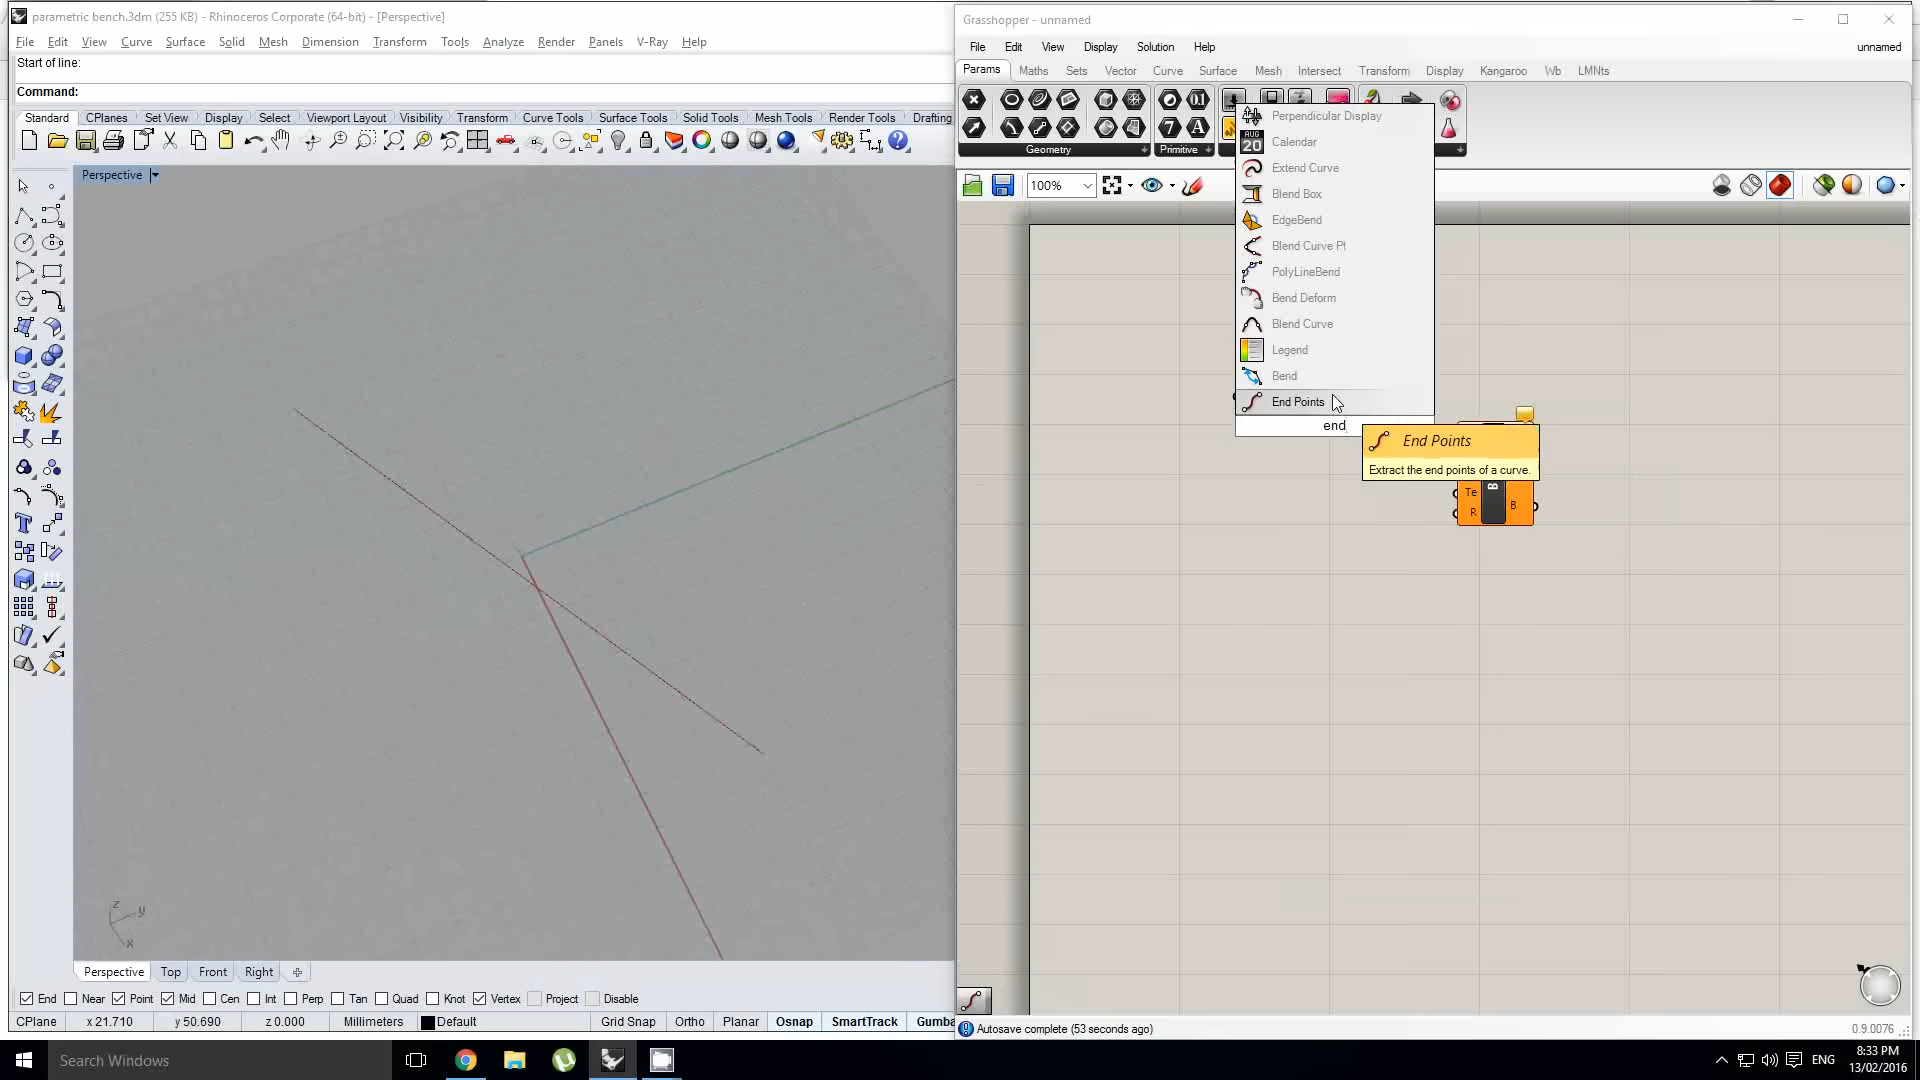 parametric bench.3dm (255 KB) - Rhinoceros Corporate (64-bit) - [Perspective]
File Edit View Curve Surface Solid Mesh Dimension Transform Tools Analyze Render Panels V-Ray Help
Start of line:
Command:
Standard CPlanes Set View Display Select Viewport Layout Visibility Transform Curve Tools Surface Tools Solid Tools Mesh Tools Render Tools Drafting
Perspective
z
y
x
Perspective Top Front Right
End Near Point Mid Cen Int Perp Tan Quad Knot Vertex Project Disable
CPlane x 21.710 y 50.690 z 0.000 Millimeters Default Grid Snap Ortho Planar Osnap SmartTrack Gumba
Grasshopper - unnamed
File Edit View Display Solution Help unnamed
Params Maths Sets Vector Curve Surface Mesh Intersect Transform Display Kangaroo Wb LMNts
Geometry Primitive
100%
Perpendicular Display
AUG
20
Calendar
Extend Curve
Blend Box
EdgeBend
Blend Curve Pt
PolyLineBend
Bend Deform
Blend Curve
Legend
Bend
End Points
end
End Points
Extract the end points of a curve.
Te
R
B
B
Autosave complete (53 seconds ago) 0.9.0076
Search Windows
ENG
8:33 PM
13/02/2016